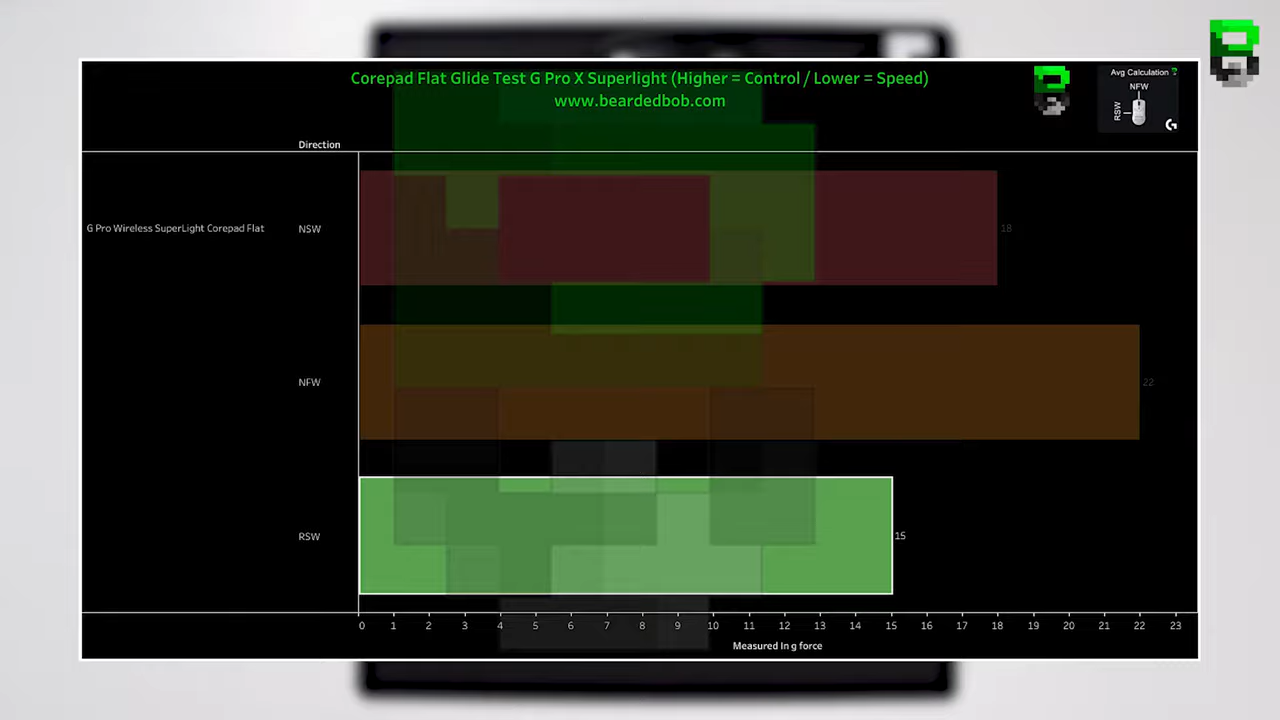 Corepad Flat Glide Test G Pro X Superlight (Higher = Control / Lower = Speed)
www.beardedbob.com
Avg Calculation ?
NFW
RSW
Direction
G Pro Wireless SuperLight Corepad Flat
NSW
18
NFW
22
RSW
15
0 1 2 3 4 5 6 7 8 9 10 11 12 13 14 15 16 17 18 19 20 21 22 23
Measured In g force